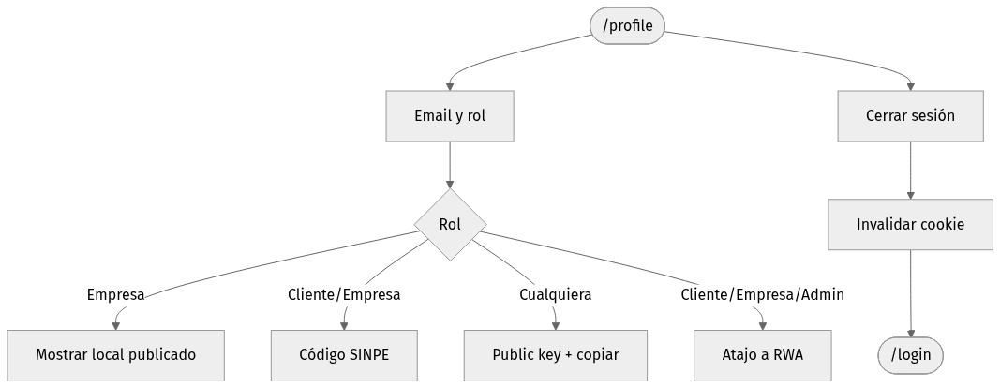 /profile
Email y rol
Cerrar sesión
Rol
Invalidar cookie
Empresa
Cliente/Empresa
Cualquiera
Cliente/Empresa/Admin
Mostrar local publicado
Código SINPE
Public key + copiar
Atajo a RWA
/login